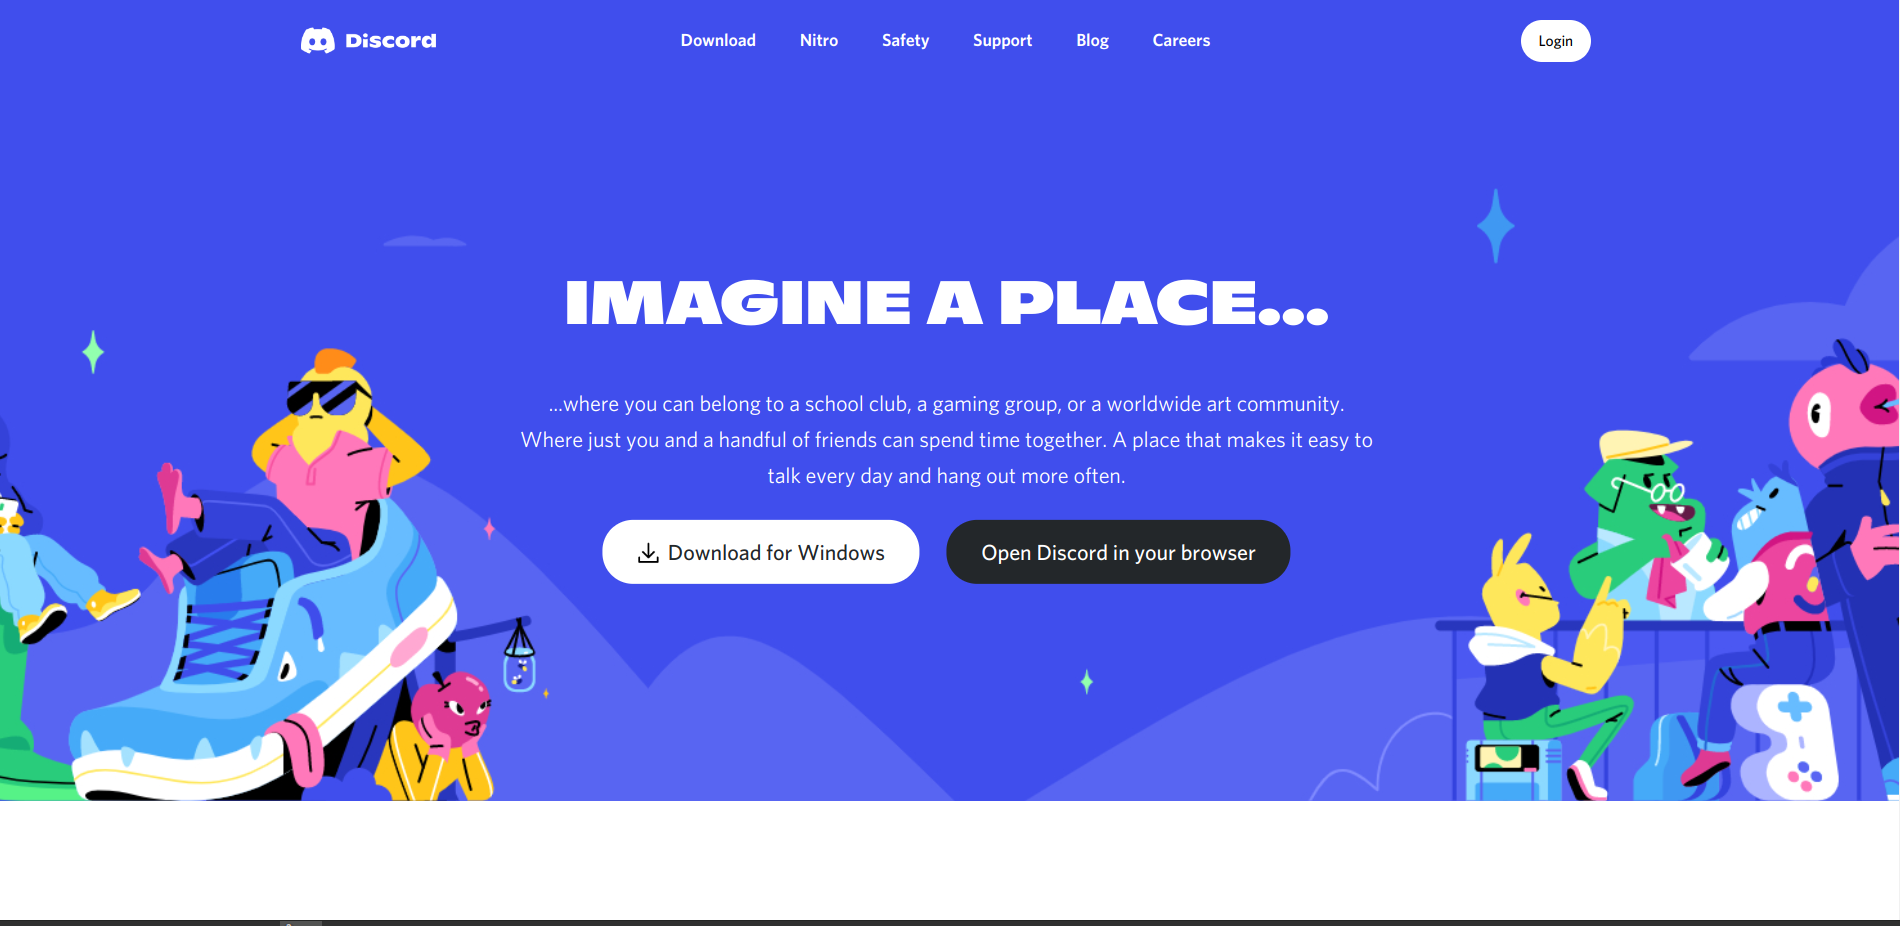 Discord
Download Nitro Safety Support Blog Careers
Login
IMAGINE A PLACE...
...where you can belong to a school club, a gaming group, or a worldwide art community.
Where just you and a handful of friends can spend time together. A place that makes it easy to
talk every day and hang out more often.
Download for Windows
Open Discord in your browser